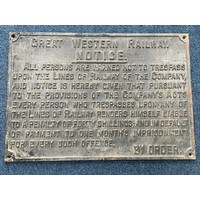 GREAT WESTERN RAILWAY.
NOTICE.
ALL PERSONS ARE WARNED NOT TO TRESPASS
UPON THE LINES OF RAILWAY OF THE COMPANY,
AND NOTICE IS HEREBY GIVEN THAT PURSUANT
TO THE PROVISIONS OF THE COMPANY'S ACTS
EVERY PERSON WHO TRESPASSES UPON ANY OF
THE LINES OF RAILWAY RENDERS HIMSELF LIABLE
TO A PENALTY OF FORTY SHILLINGS, AND IN DEFAULT
OF PAYMENT TO ONE MONTH'S IMPRISONMENT
FOR EVERY SUCH OFFENCE.
BY ORDER.